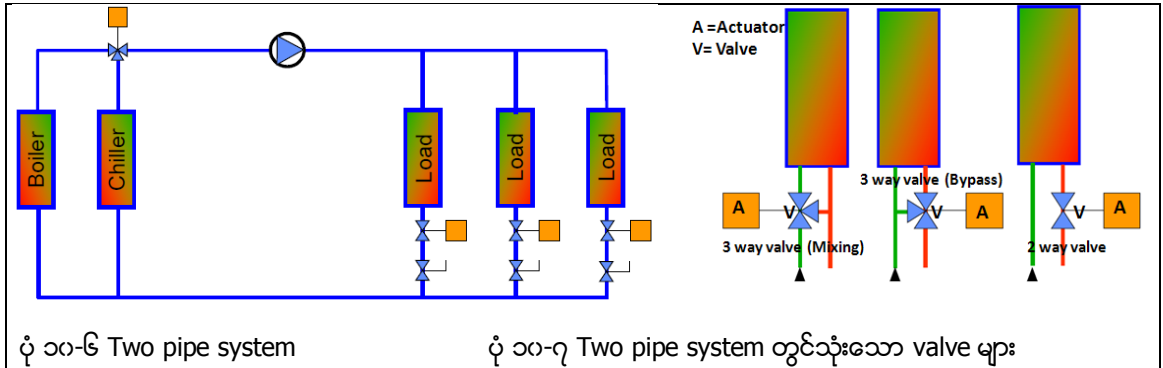 Boiler
Chiller
Load
Load
Load
A =Actuator
V= Valve
3 way valve (Bypass)
A
V
V
A
V
A
3 way valve (Mixing)
2 way valve
ပုံ ၁၀-၆ Two pipe system
ပုံ ၁၀-၇ Two pipe system တွင်သုံးသော valve များ